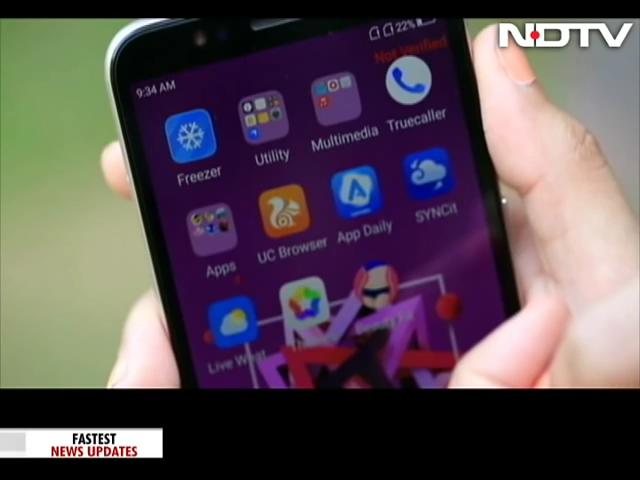 NDTV
22%
9:34 AM
Not Verified
Freezer
Utility
Multimedia
Truecaller
Apps
UC Browser
App Daily
SYNCit
Live Weat
FASTEST
NEWS UPDATES